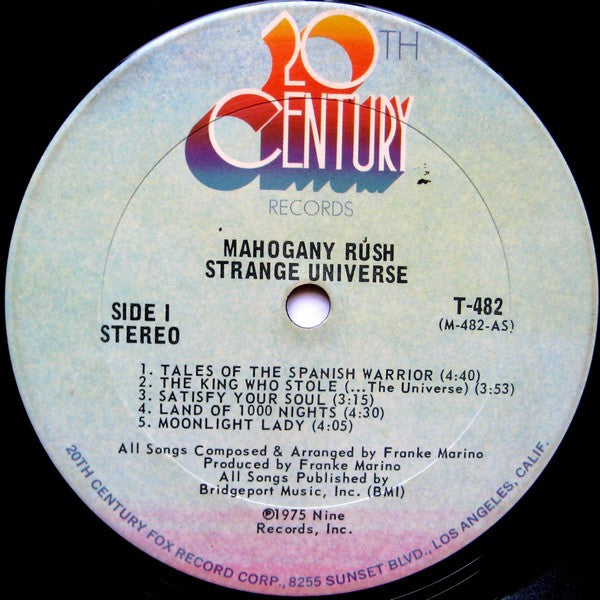 20TH
CENTURY
RECORDS
MAHOGANY RUSH
STRANGE UNIVERSE
SIDE I
STEREO
T-482
(M-482-AS)
1. TALES OF THE SPANISH WARRIOR (4:40)
2. THE KING WHO STOLE (...The Universe) (3:53)
3. SATISFY YOUR SOUL (3:15)
4. LAND OF 1000 NIGHTS (4:30)
5. MOONLIGHT LADY (4:05)
All Songs Composed & Arranged by Franke Marino
Produced by Franke Marino
All Songs Published by
Bridgeport Music, Inc. (BMI)
℗1975 Nine
Records, Inc.
20TH CENTURY FOX RECORD CORP., 8255 SUNSET BLVD., LOS ANGELES, CALIF.